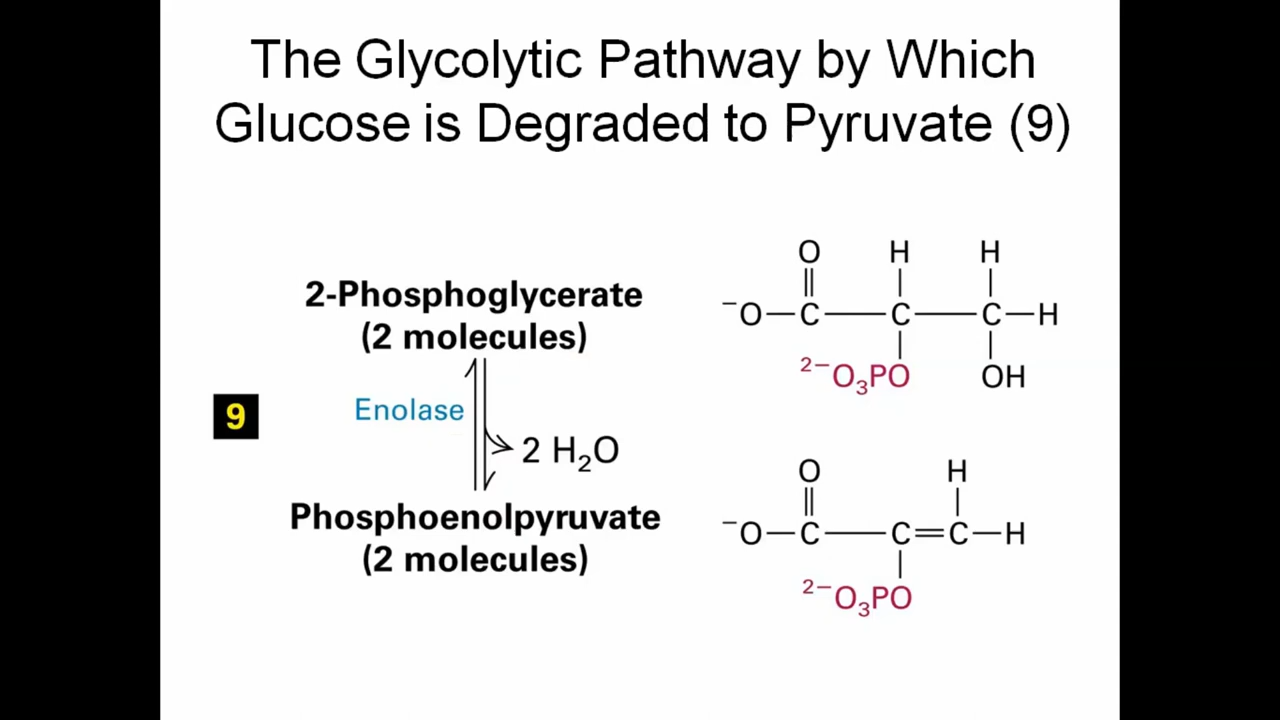 The Glycolytic Pathway by Which
Glucose is Degraded to Pyruvate (9)
2-Phosphoglycerate
(2 molecules)
9
Enolase
2 H₂O
Phosphoenolpyruvate
(2 molecules)
O H H
⁻O—C—C—C—H
²⁻O₃PO OH
O H
⁻O—C—C=C—H
²⁻O₃PO